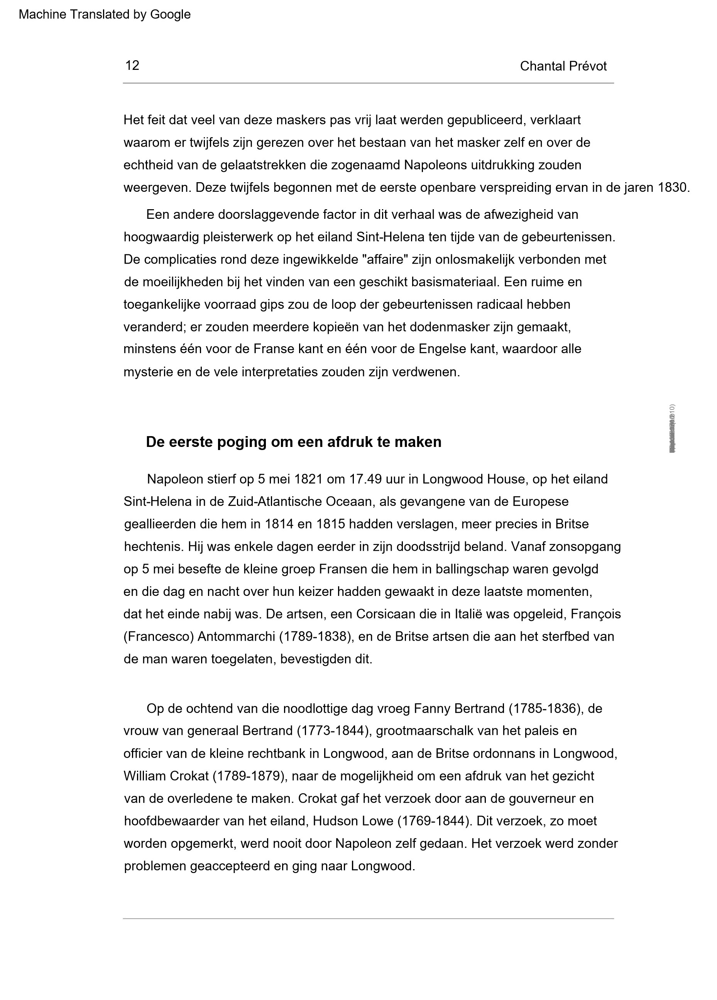 Machine Translated by Google
12
Chantal Prévot
Het feit dat veel van deze maskers pas vrij laat werden gepubliceerd, verklaart
waarom er twijfels zijn gerezen over het bestaan van het masker zelf en over de
echtheid van de gelaatstrekken die zogenaamd Napoleons uitdrukking zouden
weergeven. Deze twijfels begonnen met de eerste openbare verspreiding ervan in de jaren 1830.
Een andere doorslaggevende factor in dit verhaal was de afwezigheid van
hoogwaardig pleisterwerk op het eiland Sint-Helena ten tijde van de gebeurtenissen.
De complicaties rond deze ingewikkelde "affaire" zijn onlosmakelijk verbonden met
de moeilijkheden bij het vinden van een geschikt basismateriaal. Een ruime en
toegankelijke voorraad gips zou de loop der gebeurtenissen radicaal hebben
veranderd; er zouden meerdere kopieën van het dodenmasker zijn gemaakt,
minstens één voor de Franse kant en één voor de Engelse kant, waardoor alle
mysterie en de vele interpretaties zouden zijn verdwenen.
De eerste poging om een afdruk te maken
Napoleon stierf op 5 mei 1821 om 17.49 uur in Longwood House, op het eiland
Sint-Helena in de Zuid-Atlantische Oceaan, als gevangene van de Europese
geallieerden die hem in 1814 en 1815 hadden verslagen, meer precies in Britse
hechtenis. Hij was enkele dagen eerder in zijn doodsstrijd beland. Vanaf zonsopgang
op 5 mei besefte de kleine groep Fransen die hem in ballingschap waren gevolgd
en die dag en nacht over hun keizer hadden gewaakt in deze laatste momenten,
dat het einde nabij was. De artsen, een Corsicaan die in Italië was opgeleid, François
(Francesco) Antommarchi (1789-1838), en de Britse artsen die aan het sterfbed van
de man waren toegelaten, bevestigden dit.
Op de ochtend van die noodlottige dag vroeg Fanny Bertrand (1785-1836), de
vrouw van generaal Bertrand (1773-1844), grootmaarschalk van het paleis en
officier van de kleine rechtbank in Longwood, aan de Britse ordonnans in Longwood,
William Crokat (1789-1879), naar de mogelijkheid om een afdruk van het gezicht
van de overledene te maken. Crokat gaf het verzoek door aan de gouverneur en
hoofdbewaarder van het eiland, Hudson Lowe (1769-1844). Dit verzoek, zo moet
worden opgemerkt, werd nooit door Napoleon zelf gedaan. Het verzoek werd zonder
problemen geaccepteerd en ging naar Longwood.